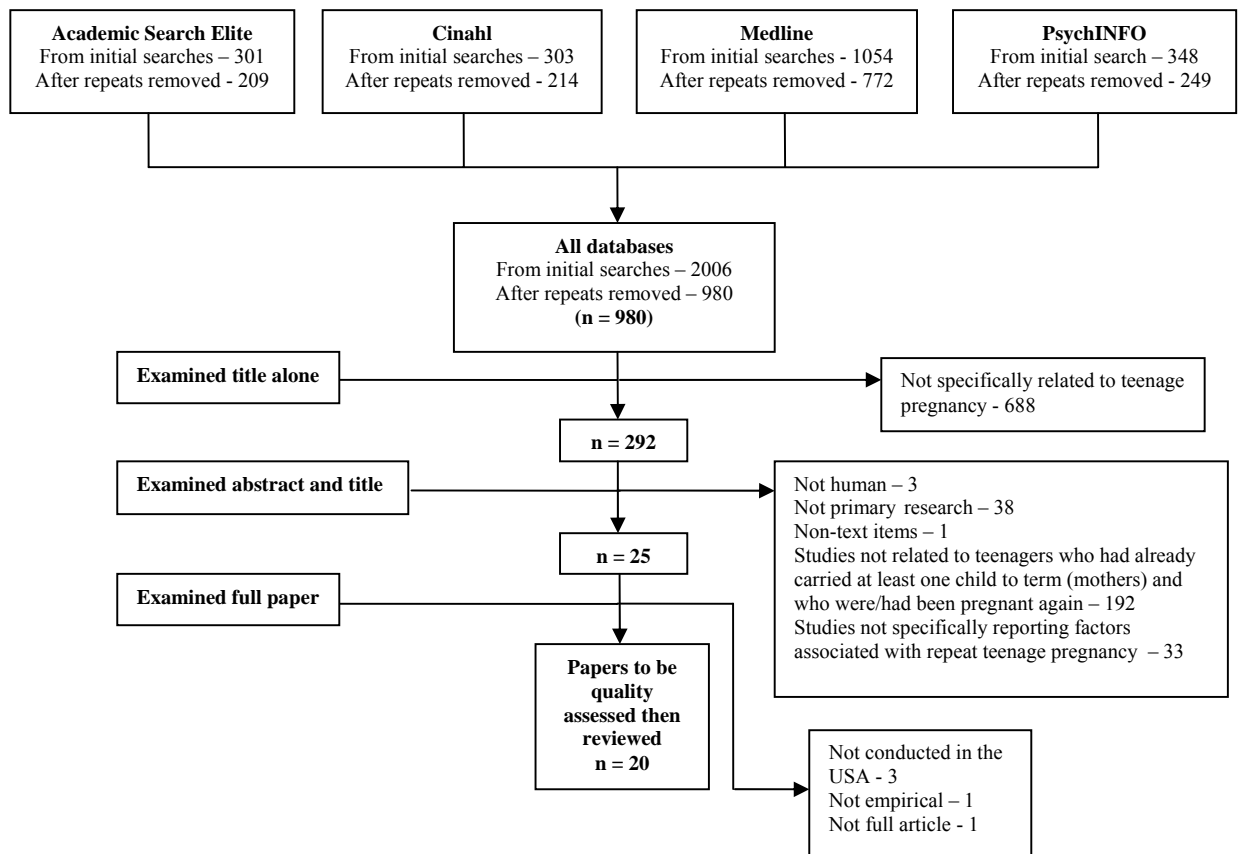 Academic Search Elite
From initial searches – 301
After repeats removed - 209
Cinahl
From initial searches – 303
After repeats removed - 214
Medline
From initial searches - 1054
After repeats removed - 772
PsychINFO
From initial search – 348
After repeats removed - 249
All databases
From initial searches – 2006
After repeats removed – 980
(n = 980)
Examined title alone
Not specifically related to teenage
pregnancy - 688
n = 292
Examined abstract and title
Not human – 3
Not primary research – 38
Non-text items – 1
Studies not related to teenagers who had already
carried at least one child to term (mothers) and
who were/had been pregnant again – 192
Studies not specifically reporting factors
associated with repeat teenage pregnancy – 33
n = 25
Examined full paper
Papers to be
quality
assessed then
reviewed
n = 20
Not conducted in the
USA - 3
Not empirical – 1
Not full article - 1